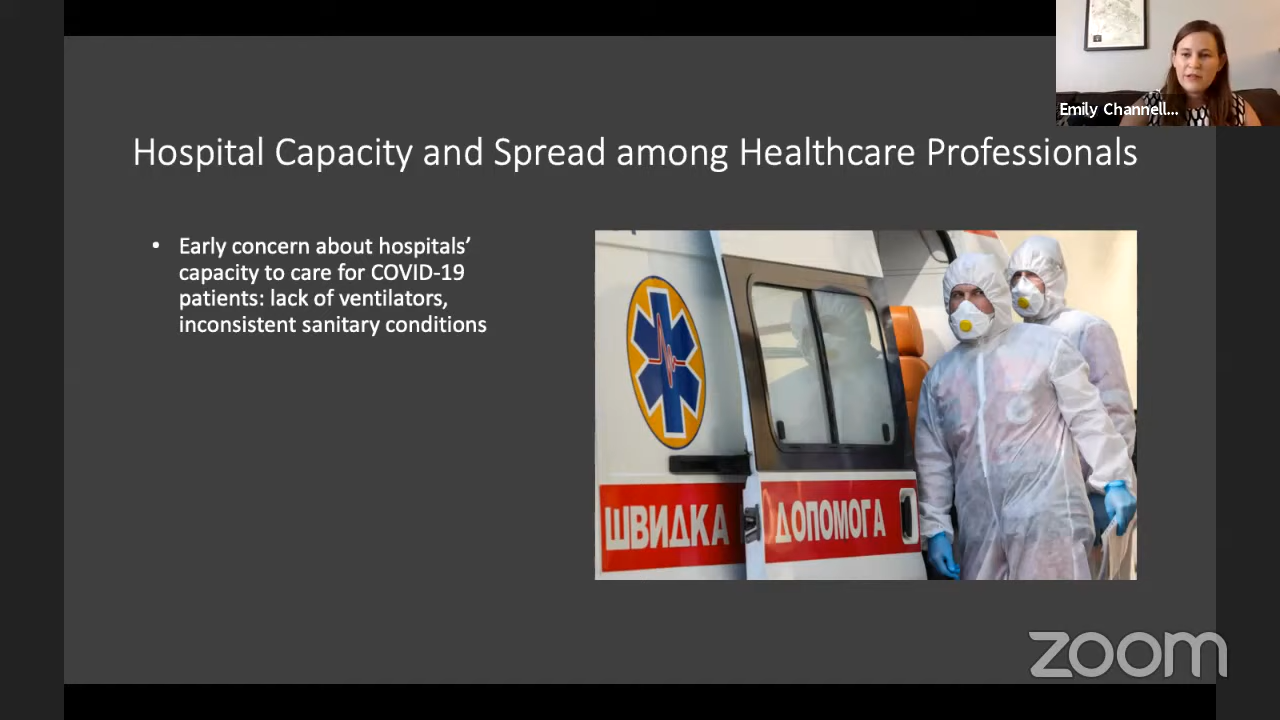 Emily Channell...
Hospital Capacity and Spread among Healthcare Professionals
• Early concern about hospitals’
capacity to care for COVID-19
patients: lack of ventilators,
inconsistent sanitary conditions
ШВИДКА ДОПОМОГА
zoom